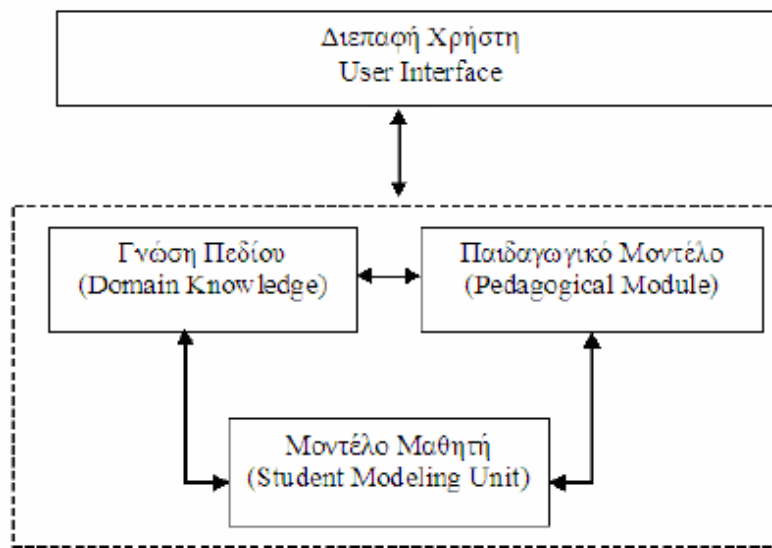 Διεπαφή Χρήστη
User Interface
Γνώση Πεδίου
(Domain Knowledge)
Παιδαγωγικό Μοντέλο
(Pedagogical Module)
Μοντέλο Μαθητή
(Student Modeling Unit)